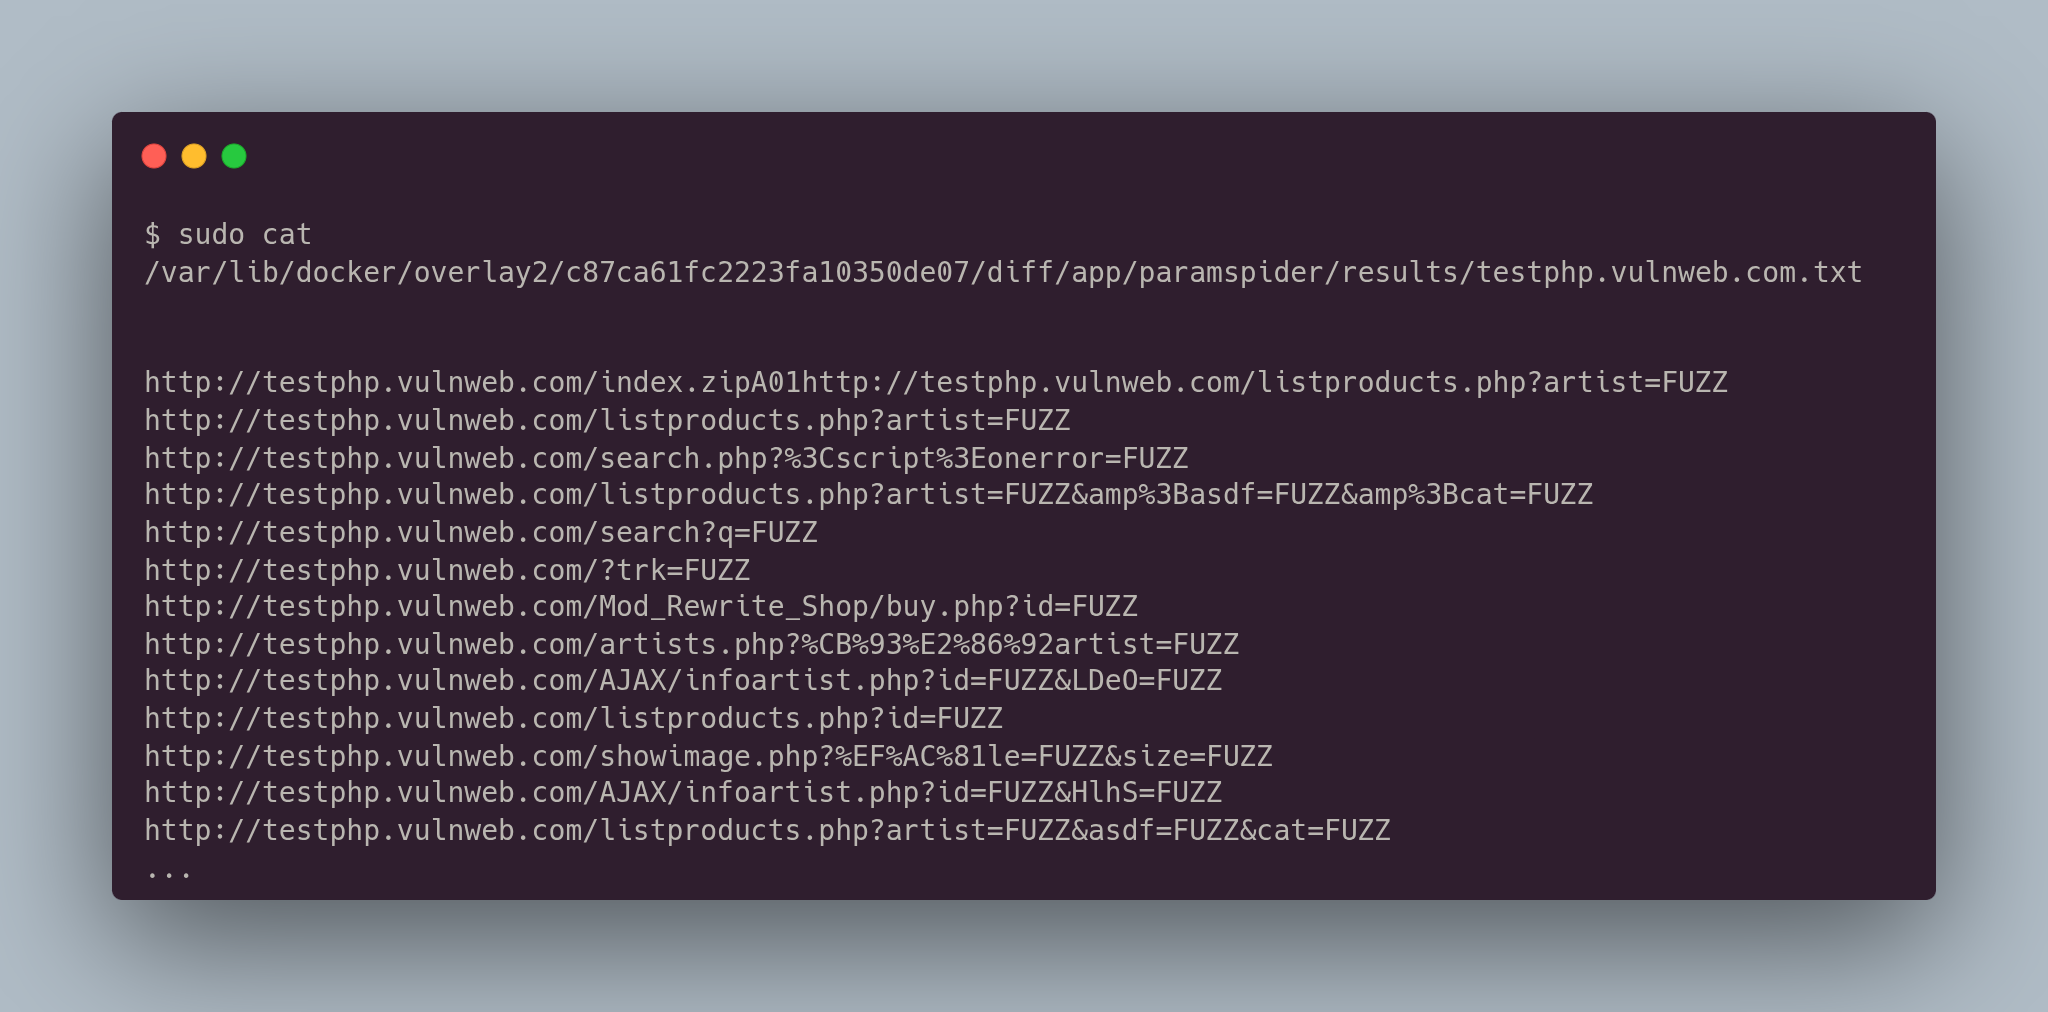 $ sudo cat
/var/lib/docker/overlay2/c87ca61fc2223fa10350de07/diff/app/paramspider/results/testphp.vulnweb.com.txt
http://testphp.vulnweb.com/index.zipA01http://testphp.vulnweb.com/listproducts.php?artist=FUZZ
http://testphp.vulnweb.com/listproducts.php?artist=FUZZ
http://testphp.vulnweb.com/search.php?%3Cscript%3Eonerror=FUZZ
http://testphp.vulnweb.com/listproducts.php?artist=FUZZ&amp%3Basdf=FUZZ&amp%3Bcat=FUZZ
http://testphp.vulnweb.com/search?q=FUZZ
http://testphp.vulnweb.com/?trk=FUZZ
http://testphp.vulnweb.com/Mod_Rewrite_Shop/buy.php?id=FUZZ
http://testphp.vulnweb.com/artists.php?%CB%93%E2%86%92artist=FUZZ
http://testphp.vulnweb.com/AJAX/infoartist.php?id=FUZZ&LDeO=FUZZ
http://testphp.vulnweb.com/listproducts.php?id=FUZZ
http://testphp.vulnweb.com/showimage.php?%EF%AC%81le=FUZZ&size=FUZZ
http://testphp.vulnweb.com/AJAX/infoartist.php?id=FUZZ&HlhS=FUZZ
http://testphp.vulnweb.com/listproducts.php?artist=FUZZ&asdf=FUZZ&cat=FUZZ
...